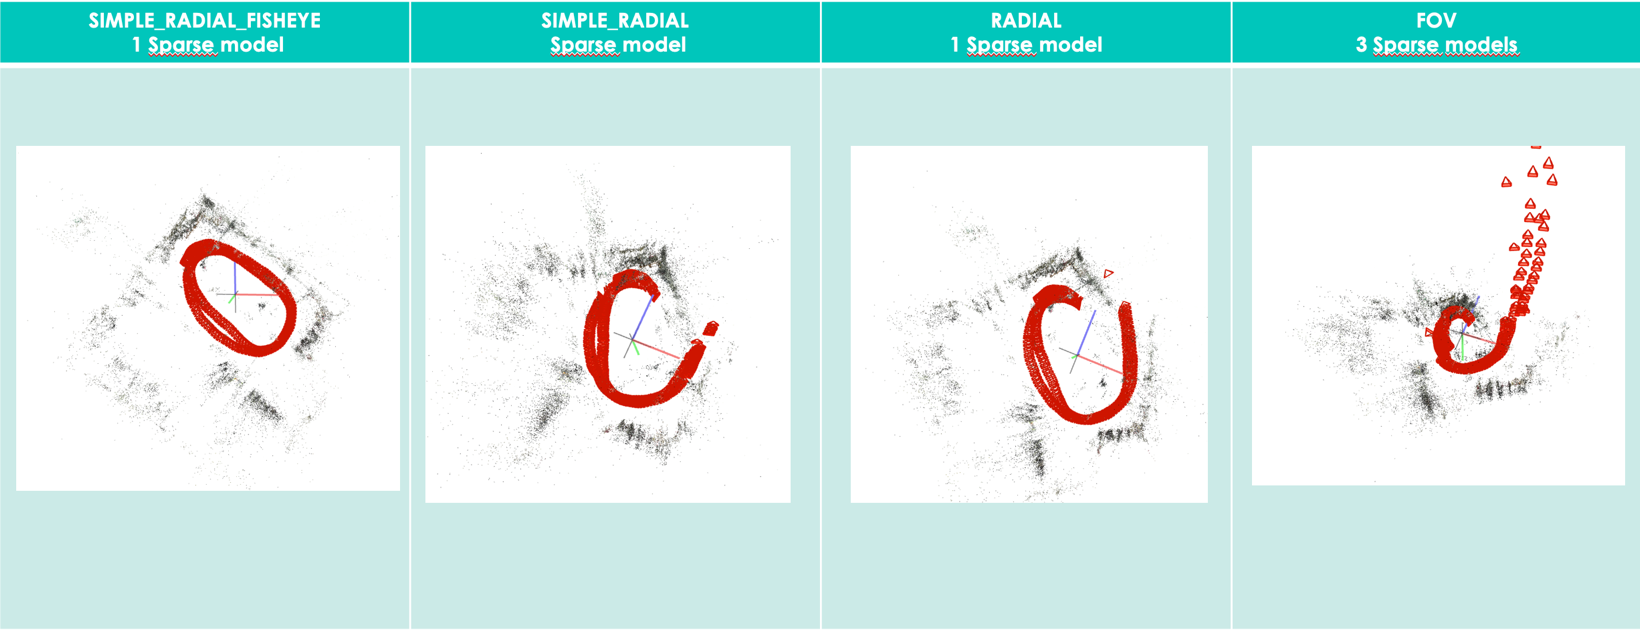 SIMPLE_RADIAL_FISHEYE
1 Sparse model
SIMPLE_RADIAL
Sparse model
RADIAL
1 Sparse model
FOV
3 Sparse models